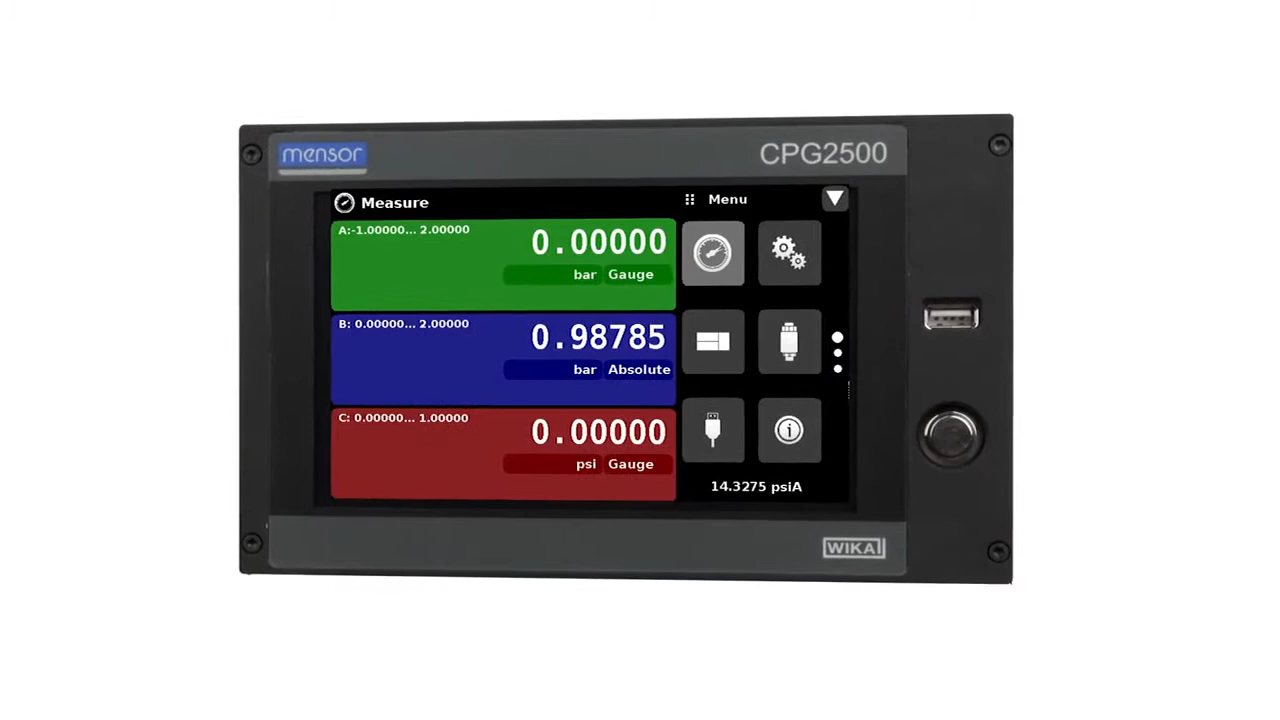 mensor
CPG2500
Measure
Menu
A:-1.00000... 2.00000
0.00000
bar Gauge
B: 0.00000... 2.00000
0.98785
bar Absolute
C: 0.00000... 1.00000
0.00000
psi Gauge
14.3275 psiA
WIKA